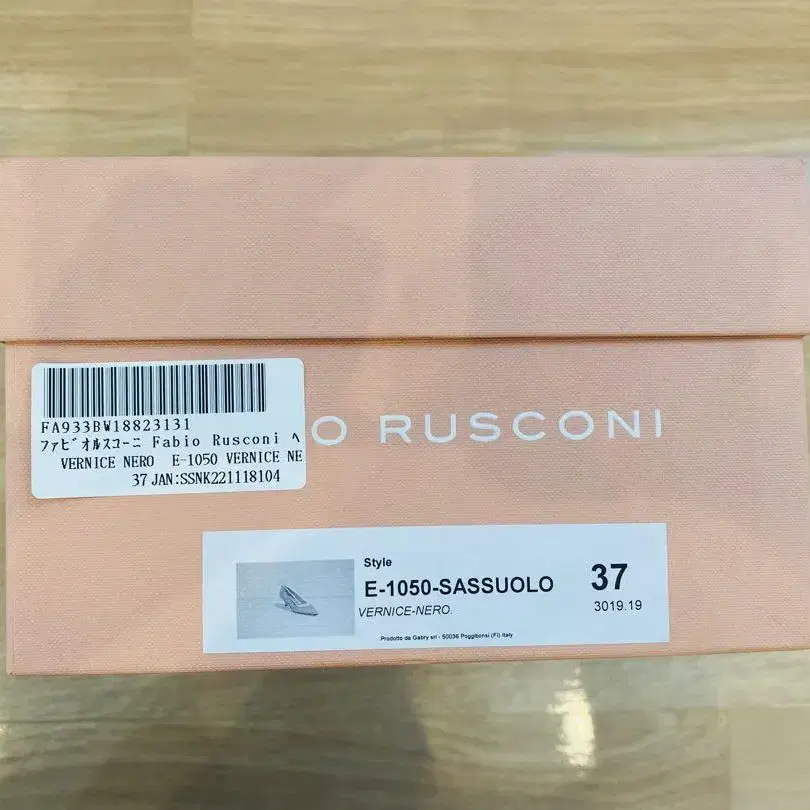 FA933BW18823131
ﾌｧﾋﾞｵﾙｽｺｰﾆ Fabio Rusconi ヘ
VERNICE NERO E-1050 VERNICE NE
37 JAN:SSNK221118104
O RUSCONI
Style
E-1050-SASSUOLO
37
VERNICE-NERO.
3019.19
Prodotto da Gabry srl - 50036 Poggibonsi (FI) Italy